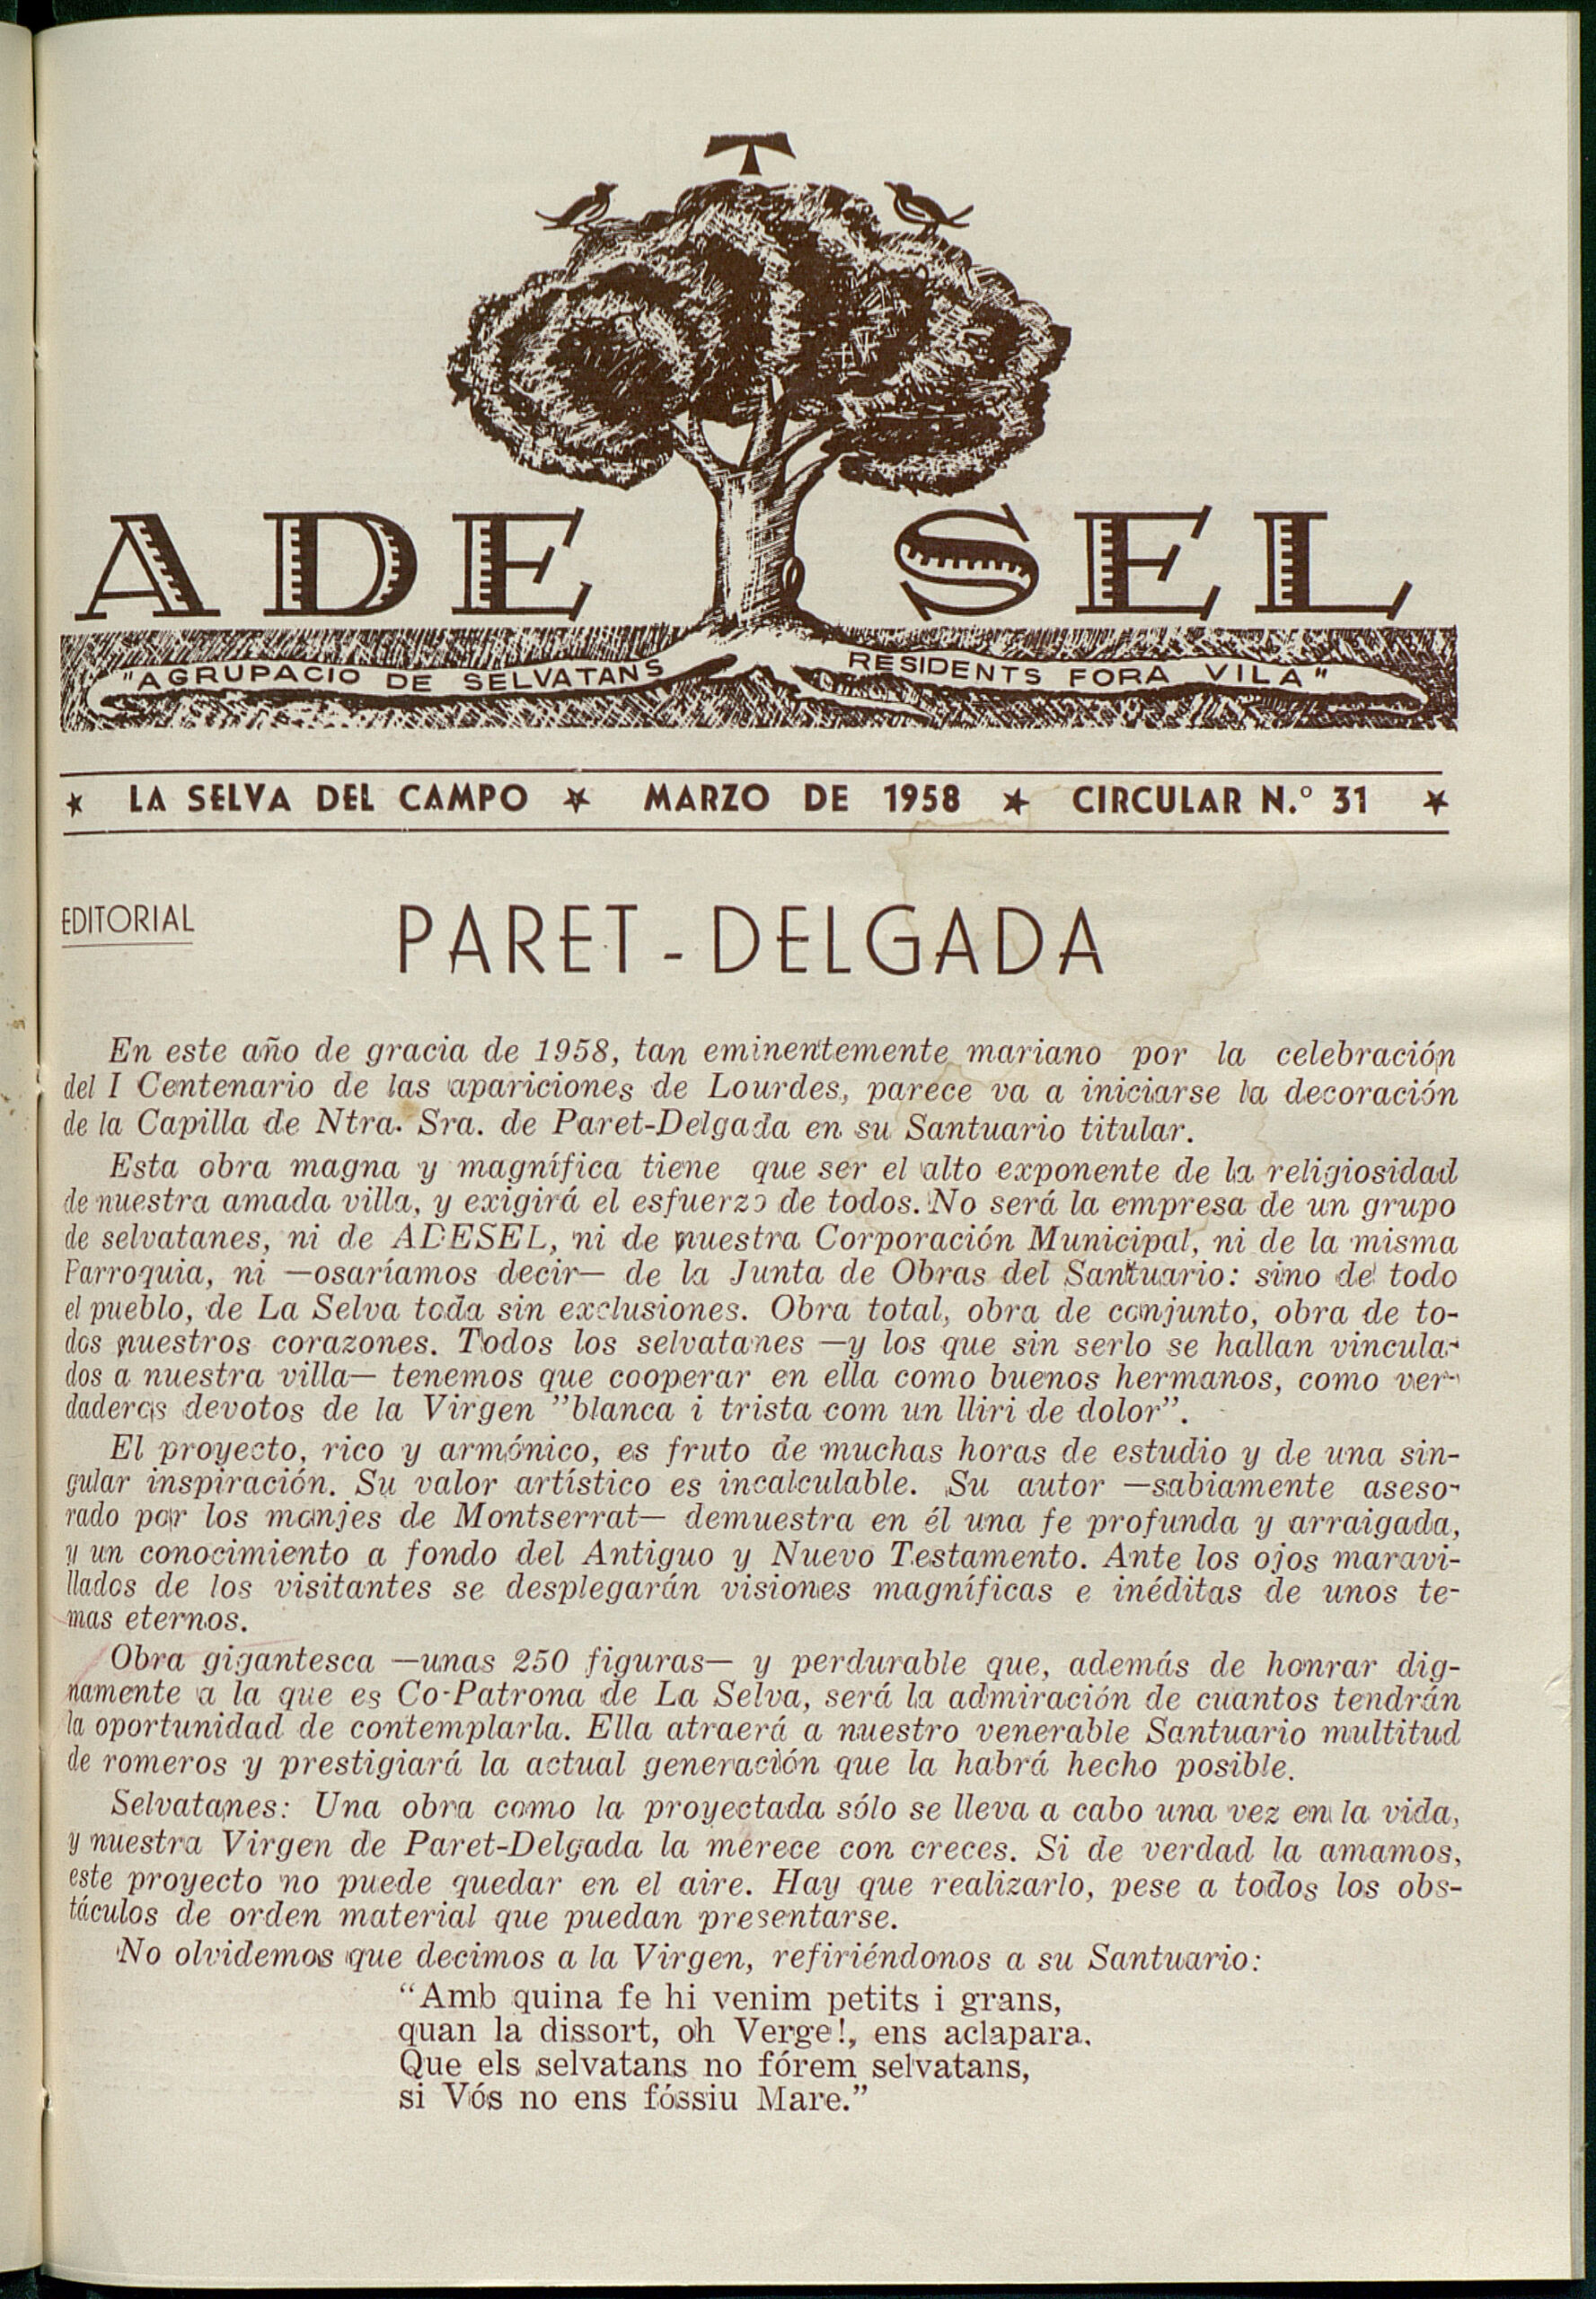 ADE SEL
"AGRUPACIO DE SELVATANS RESIDENTS FORA VILA"
★ LA SELVA DEL CAMPO ★ MARZO DE 1958 ★ CIRCULAR N.º 31 ★
EDITORIAL
PARET - DELGADA
En este año de gracia de 1958, tan eminentemente mariano por la celebración
del I Centenario de las apariciones de Lourdes, parece va a iniciarse la decoración
de la Capilla de Ntra. Sra. de Paret-Delgada en su Santuario titular.
Esta obra magna y magnífica tiene que ser el alto exponente de la religiosidad
de nuestra amada villa, y exigirá el esfuerzo de todos. No será la empresa de un grupo
de selvatanes, ni de ADESEL, ni de nuestra Corporación Municipal, ni de la misma
Parroquia, ni —osaríamos decir— de la Junta de Obras del Santuario: sino de todo
el pueblo, de La Selva toda sin exclusiones. Obra total, obra de conjunto, obra de to-
dos nuestros corazones. Todos los selvatanes —y los que sin serlo se hallan vincula-
dos a nuestra villa— tenemos que cooperar en ella como buenos hermanos, como ver-
daderos devotos de la Virgen "blanca i trista com un lliri de dolor".
El proyecto, rico y armónico, es fruto de muchas horas de estudio y de una sin-
gular inspiración. Su valor artístico es incalculable. Su autor —sabiamente aseso-
rado por los monjes de Montserrat— demuestra en él una fe profunda y arraigada,
y un conocimiento a fondo del Antiguo y Nuevo Testamento. Ante los ojos maravi-
llados de los visitantes se desplegarán visiones magníficas e inéditas de unos te-
mas eternos.
Obra gigantesca —unas 250 figuras— y perdurable que, además de honrar dig-
namente a la que es Co-Patrona de La Selva, será la admiración de cuantos tendrán
la oportunidad de contemplarla. Ella atraerá a nuestro venerable Santuario multitud
de romeros y prestigiará la actual generación que la habrá hecho posible.
Selvatanes: Una obra como la proyectada sólo se lleva a cabo una vez en la vida,
y nuestra Virgen de Paret-Delgada la merece con creces. Si de verdad la amamos,
este proyecto no puede quedar en el aire. Hay que realizarlo, pese a todos los obs-
táculos de orden material que puedan presentarse.
No olvidemos que decimos a la Virgen, refiriéndonos a su Santuario:
"Amb quina fe hi venim petits i grans,
quan la dissort, oh Verge!, ens aclapara.
Que els selvatans no fórem selvatans,
si Vós no ens fóssiu Mare."